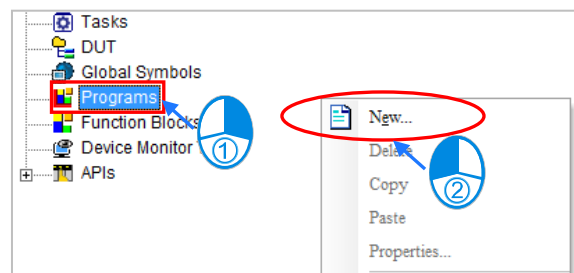 Tasks
DUT
Global Symbols
Programs
Function Blocks
Device Monitor
APIs
①
New...
Delete
Copy
Paste
Properties...
②